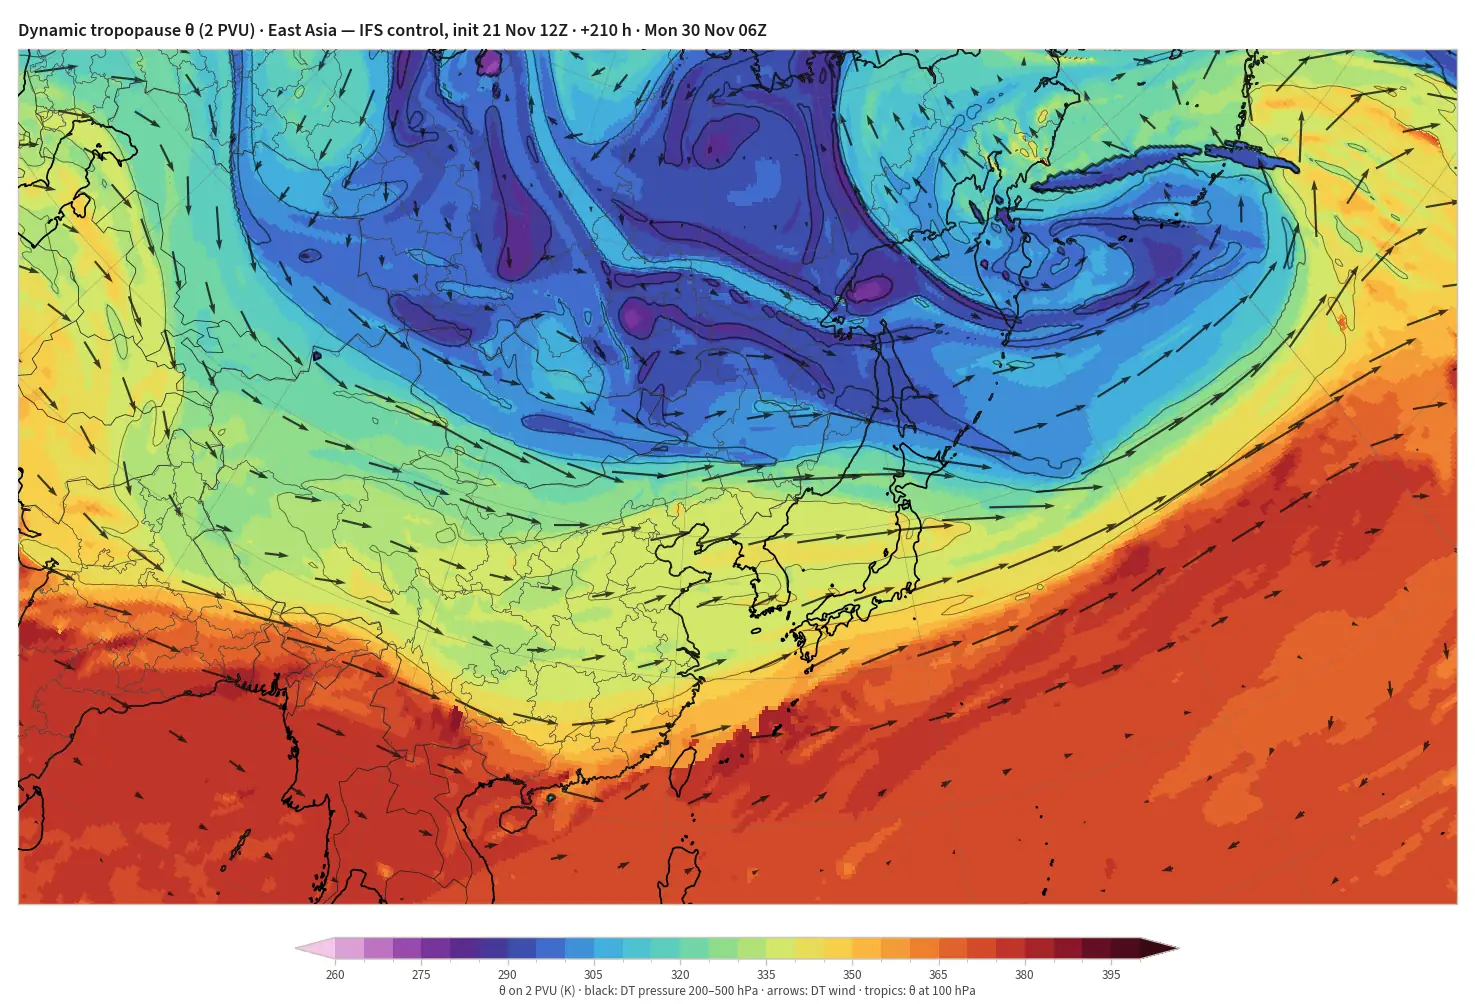 Dynamic tropopause θ (2 PVU) · East Asia — IFS control, init 21 Nov 12Z · +210 h · Mon 30 Nov 06Z
260 275 290 305 320 335 350 365 380 395
θ on 2 PVU (K) · black: DT pressure 200–500 hPa · arrows: DT wind · tropics: θ at 100 hPa